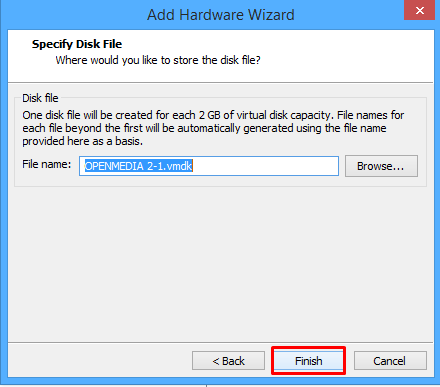 Add Hardware Wizard
Specify Disk File
Where would you like to store the disk file?
Disk file
One disk file will be created for each 2 GB of virtual disk capacity. File names for
each file beyond the first will be automatically generated using the file name
provided here as a basis.
File name: OPENMEDIA 2-1.vmdk Browse...
< Back Finish Cancel